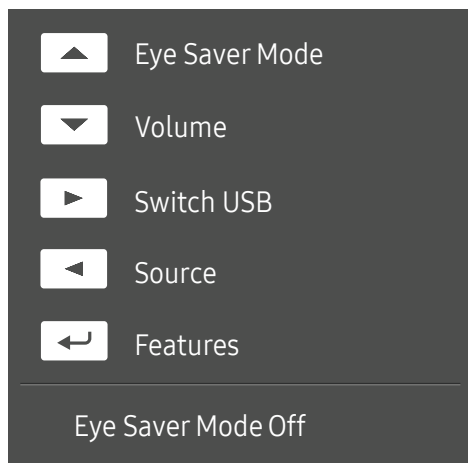 Eye Saver Mode
Volume
Switch USB
Source
Features
Eye Saver Mode Off